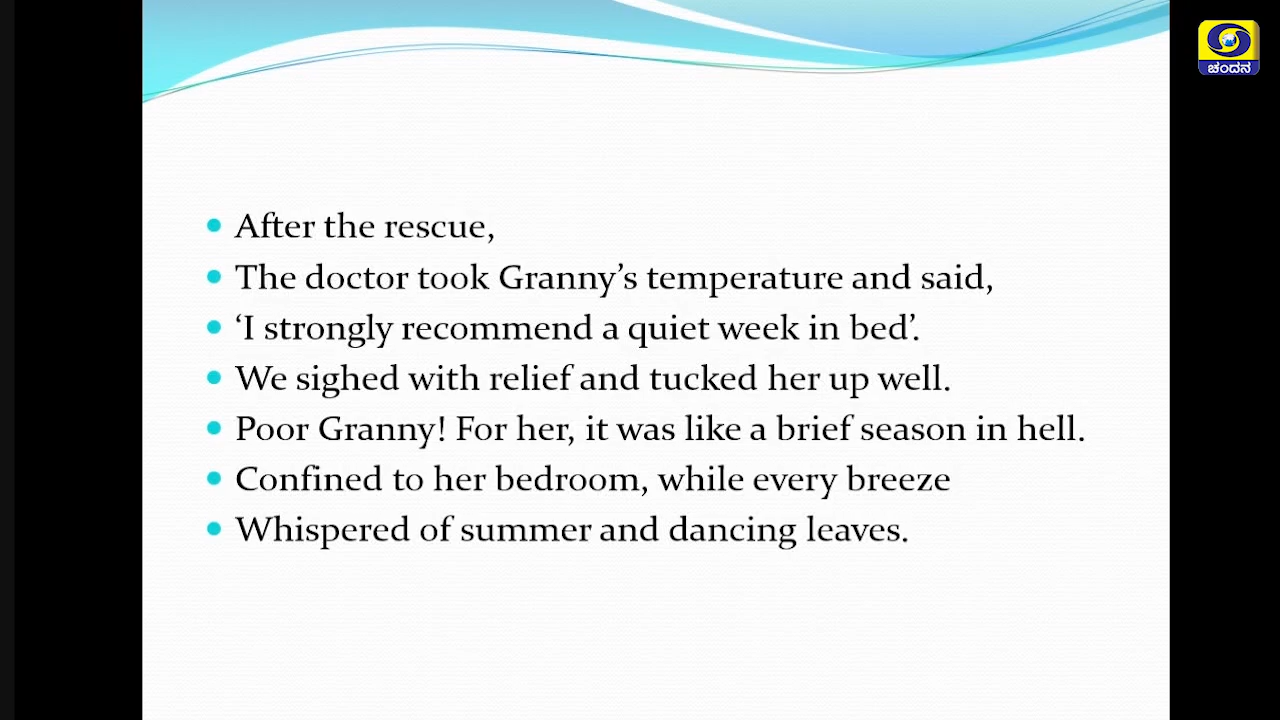 ಚಂದನ
After the rescue,
The doctor took Granny’s temperature and said,
‘I strongly recommend a quiet week in bed’.
We sighed with relief and tucked her up well.
Poor Granny! For her, it was like a brief season in hell.
Confined to her bedroom, while every breeze
Whispered of summer and dancing leaves.